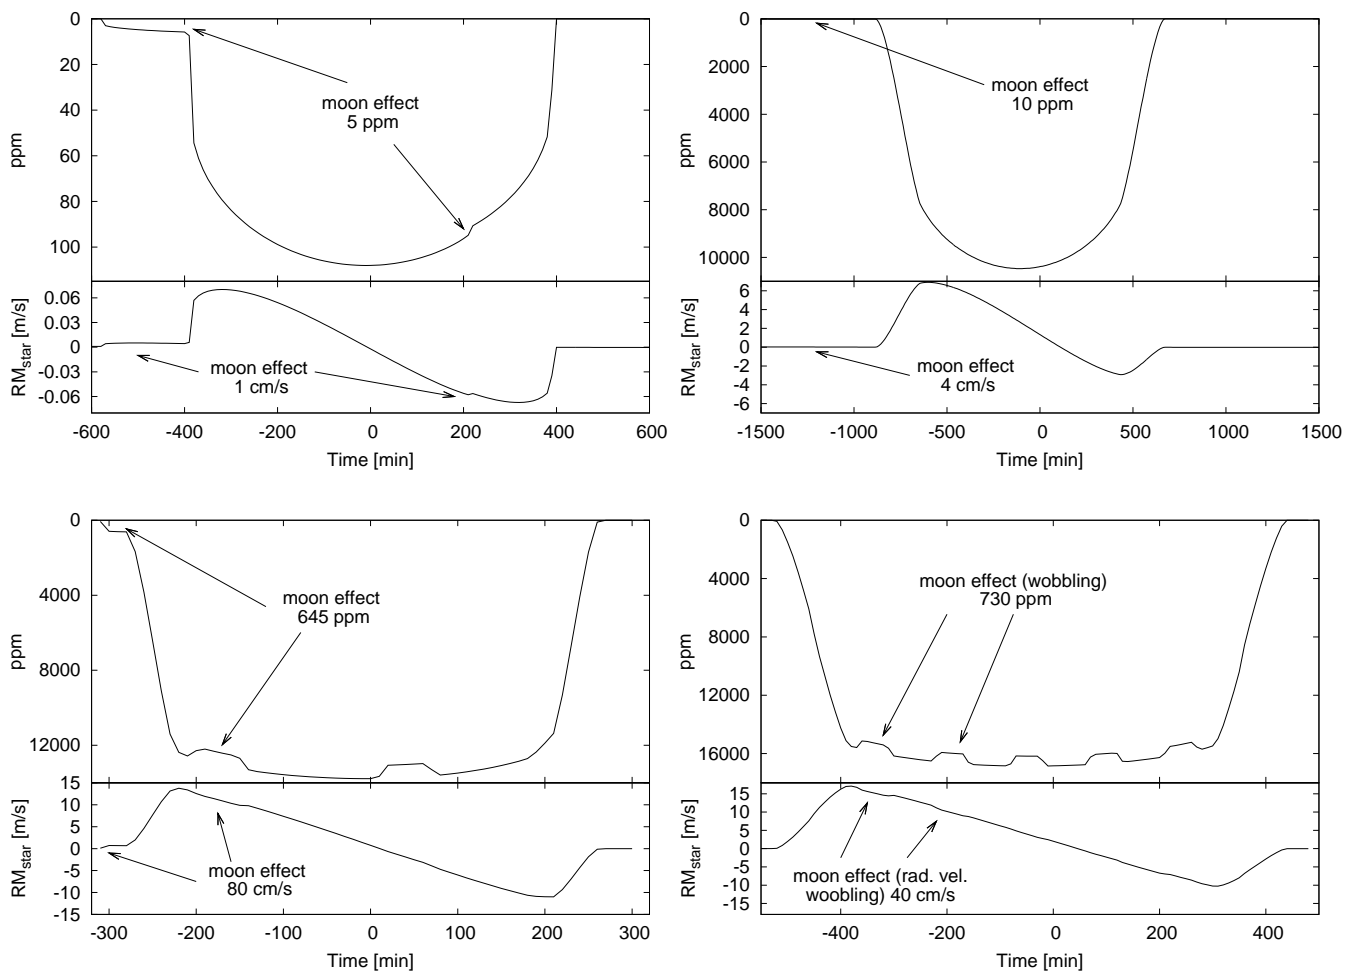 0
20
40
60
80
100
ppm
moon effect
5 ppm
0.06
0.03
0
-0.03
-0.06
RM_star [m/s]
moon effect
1 cm/s
-600 -400 -200 0 200 400 600
Time [min]
0
2000
4000
6000
8000
10000
ppm
moon effect
10 ppm
6
4
2
0
-2
-4
-6
RM_star [m/s]
moon effect
4 cm/s
-1500 -1000 -500 0 500 1000 1500
Time [min]
0
4000
8000
12000
ppm
moon effect
645 ppm
15
10
5
0
-5
-10
-15
RM_star [m/s]
moon effect
80 cm/s
-300 -200 -100 0 100 200 300
Time [min]
0
4000
8000
12000
16000
ppm
moon effect (wobbling)
730 ppm
15
10
5
0
-5
-10
-15
RM_star [m/s]
moon effect (rad. vel.
woobling) 40 cm/s
-400 -200 0 200 400
Time [min]